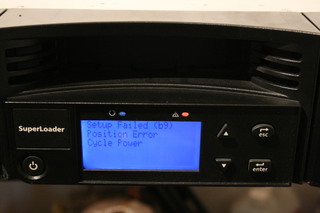 SuperLoader
Setup Failed (b9)
Position Error
Cycle Power
esc
enter